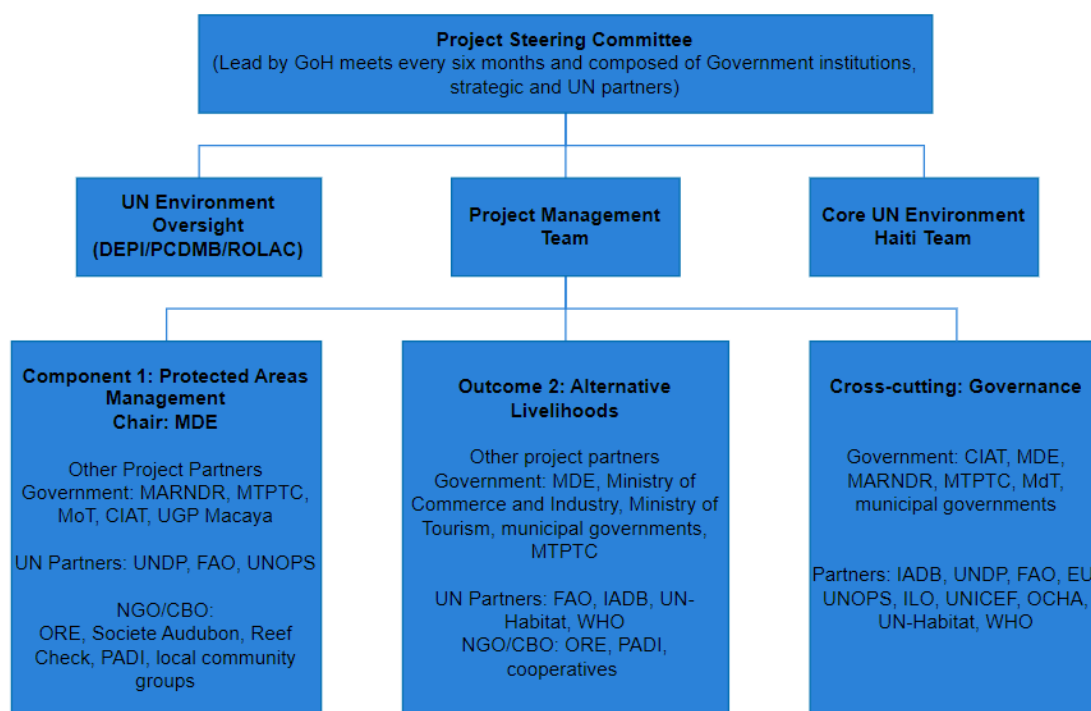 Project Steering Committee
(Lead by GoH meets every six months and composed of Government institutions,
strategic and UN partners)
UN Environment
Oversight
(DEPI/PCDMB/ROLAC)
Project Management
Team
Core UN Environment
Haiti Team
Component 1: Protected Areas
Management
Chair: MDE
Other Project Partners
Government: MARNDR, MTPTC,
MoT, CIAT, UGP Macaya
UN Partners: UNDP, FAO, UNOPS
NGO/CBO:
ORE, Societe Audubon, Reef
Check, PADI, local community
groups
Outcome 2: Alternative
Livelihoods
Other project partners
Government: MDE, Ministry of
Commerce and Industry, Ministry of
Tourism, municipal governments,
MTPTC
UN Partners: FAO, IADB, UN-
Habitat, WHO
NGO/CBO: ORE, PADI,
cooperatives
Cross-cutting: Governance
Government: CIAT, MDE,
MARNDR, MTPTC, MdT,
municipal governments
Partners: IADB, UNDP, FAO, EU,
UNOPS, ILO, UNICEF, OCHA,
UN-Habitat, WHO